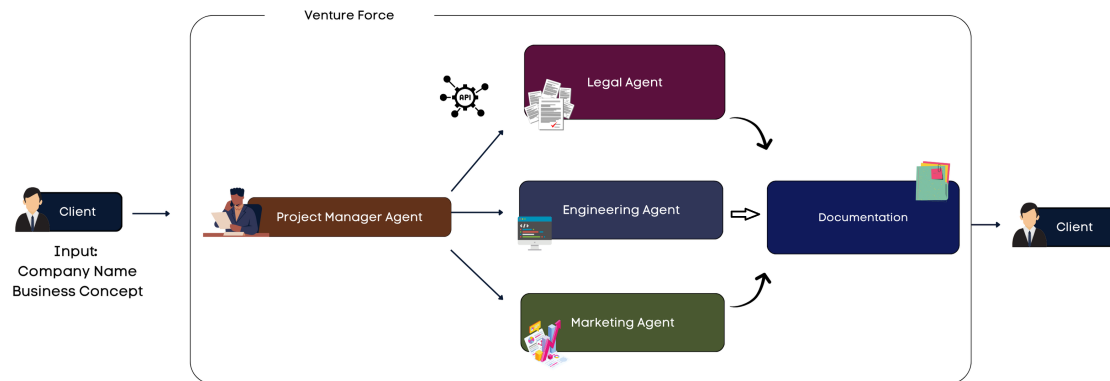 Venture Force
API
Legal Agent
Client
Project Manager Agent
Engineering Agent
Documentation
Client
Input:
Company Name
Business Concept
Marketing Agent